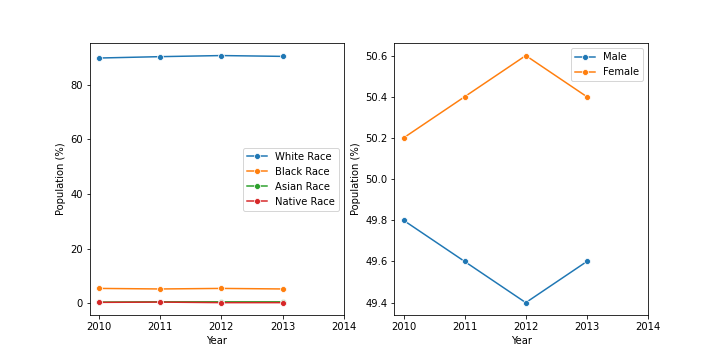 80
60
40
20
0
Population (%)
2010 2011 2012 2013 2014
Year
White Race
Black Race
Asian Race
Native Race
50.6
50.4
50.2
50.0
49.8
49.6
49.4
Population (%)
2010 2011 2012 2013 2014
Year
Male
Female